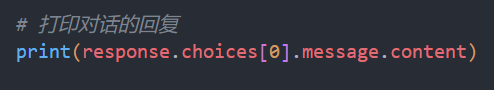 # 打印对话的回复
print(response.choices[0].message.content)